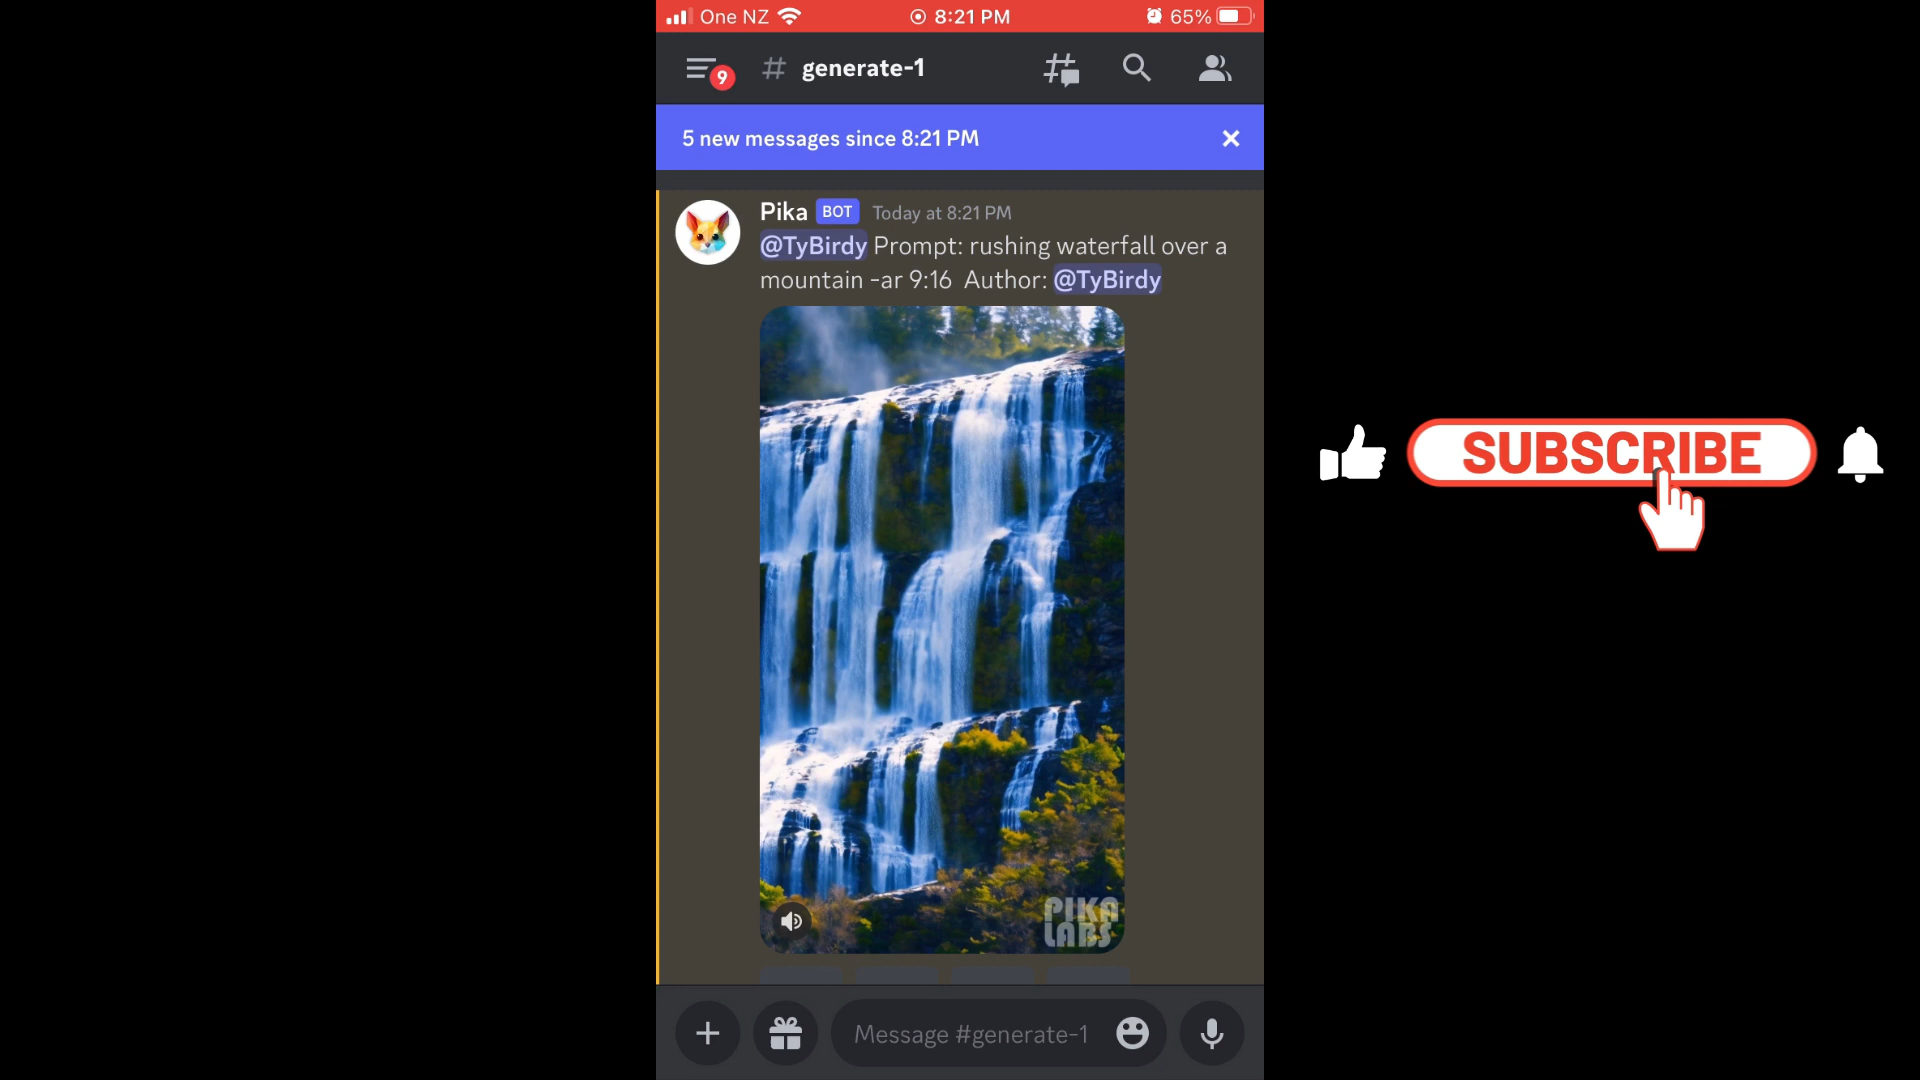 One NZ
8:21 PM
65%
9
# generate-1
5 new messages since 8:21 PM
Pika BOT Today at 8:21 PM
@TyBirdy Prompt: rushing waterfall over a
mountain -ar 9:16 Author: @TyBirdy
PIKA
LABS
Message #generate-1
SUBSCRIBE